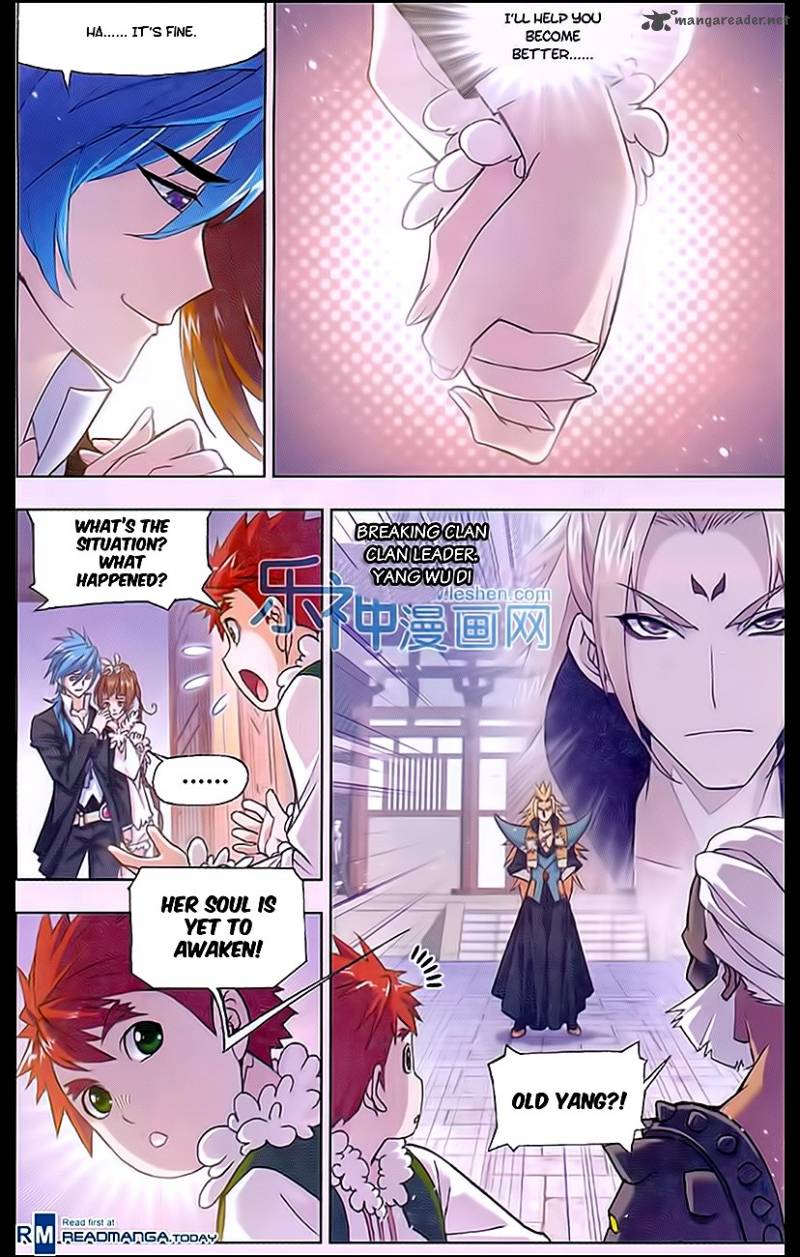 HA...... IT'S FINE.
I'LL HELP YOU
BECOME
BETTER......
mangareader.net
WHAT'S THE
SITUATION?
WHAT
HAPPENED?
......
BREAKING CLAN
CLAN LEADER.
YANG WU DI
leshen.com
乐神漫画网
HER SOUL IS
YET TO
AWAKEN!
OLD YANG?!
RM
Read first at
READMANGA.TODAY